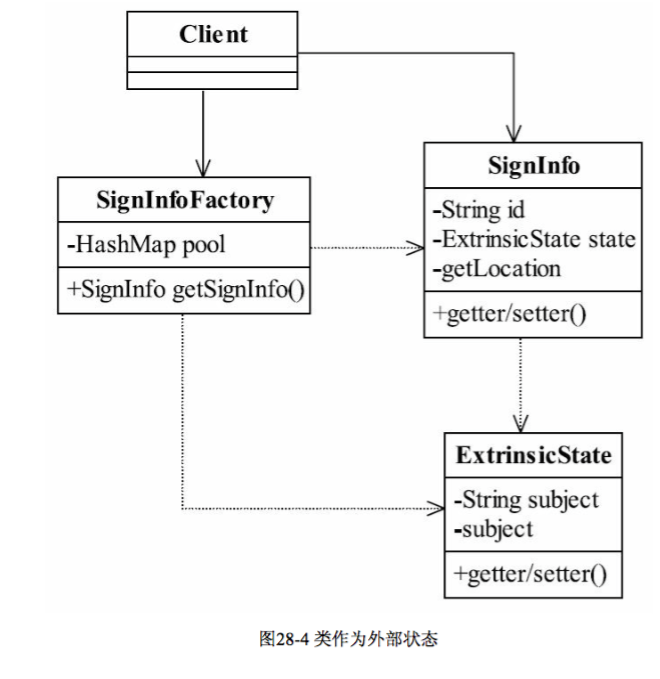 Client
SignInfo
-String id
-ExtrinsicState state
-getLocation
+getter/setter()
SignInfoFactory
-HashMap pool
+SignInfo getSignInfo()
ExtrinsicState
-String subject
-subject
+getter/setter()
图28-4 类作为外部状态